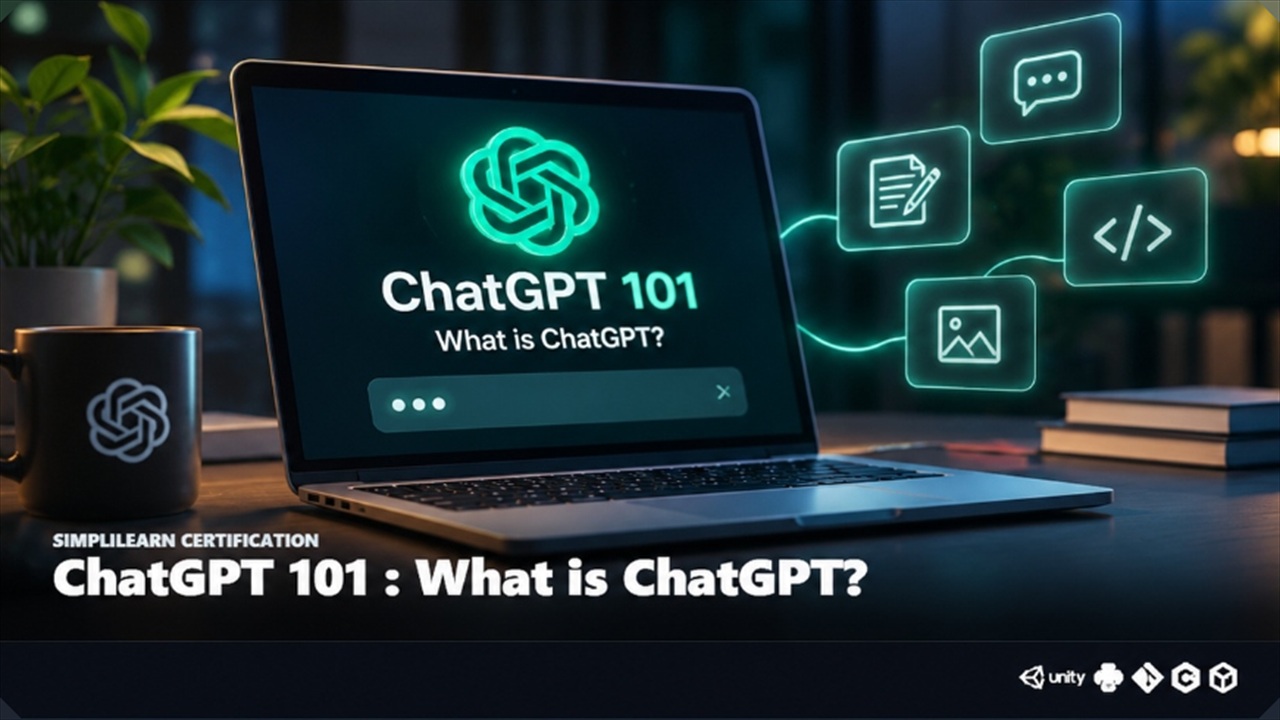 ChatGPT 101
What is ChatGPT?
SIMPLILEARN CERTIFICATION
ChatGPT 101 : What is ChatGPT?
unity